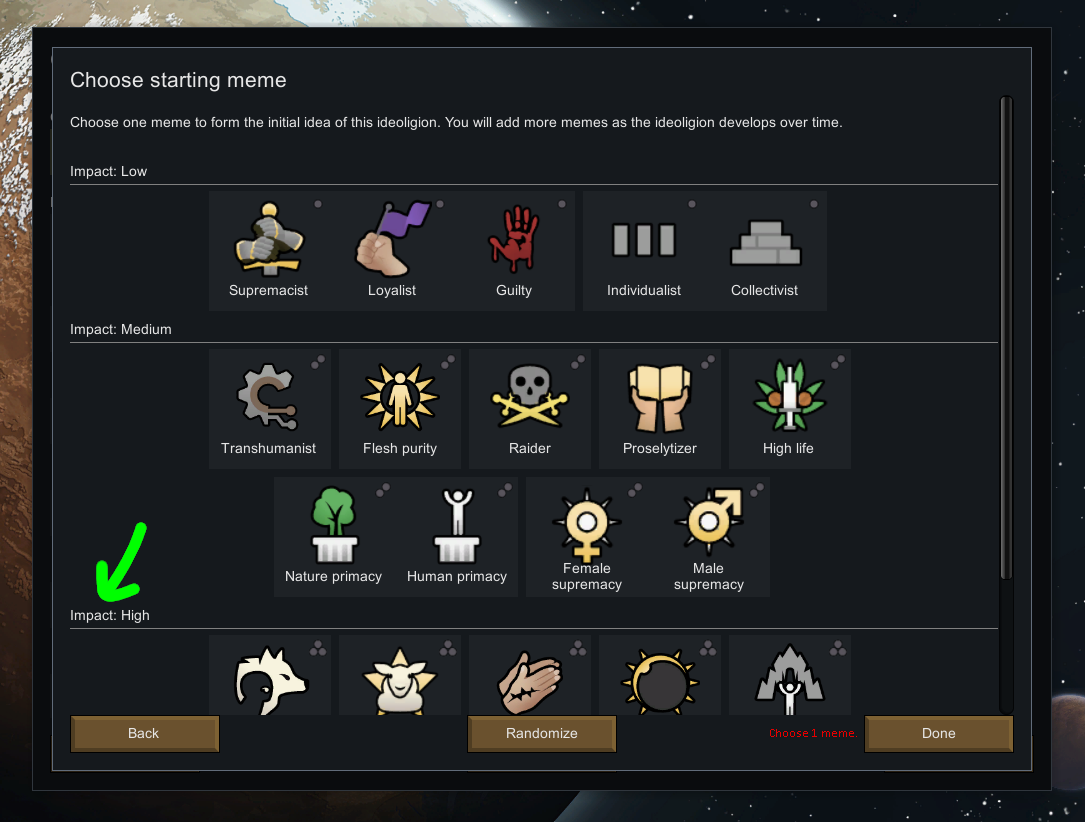 Choose starting meme
Choose one meme to form the initial idea of this ideoligion. You will add more memes as the ideoligion develops over time.
Impact: Low
Supremacist
Loyalist
Guilty
Individualist
Collectivist
Impact: Medium
Transhumanist
Flesh purity
Raider
Proselytizer
High life
Nature primacy
Human primacy
Female
supremacy
Male
supremacy
Impact: High
Back
Randomize
Choose 1 meme.
Done